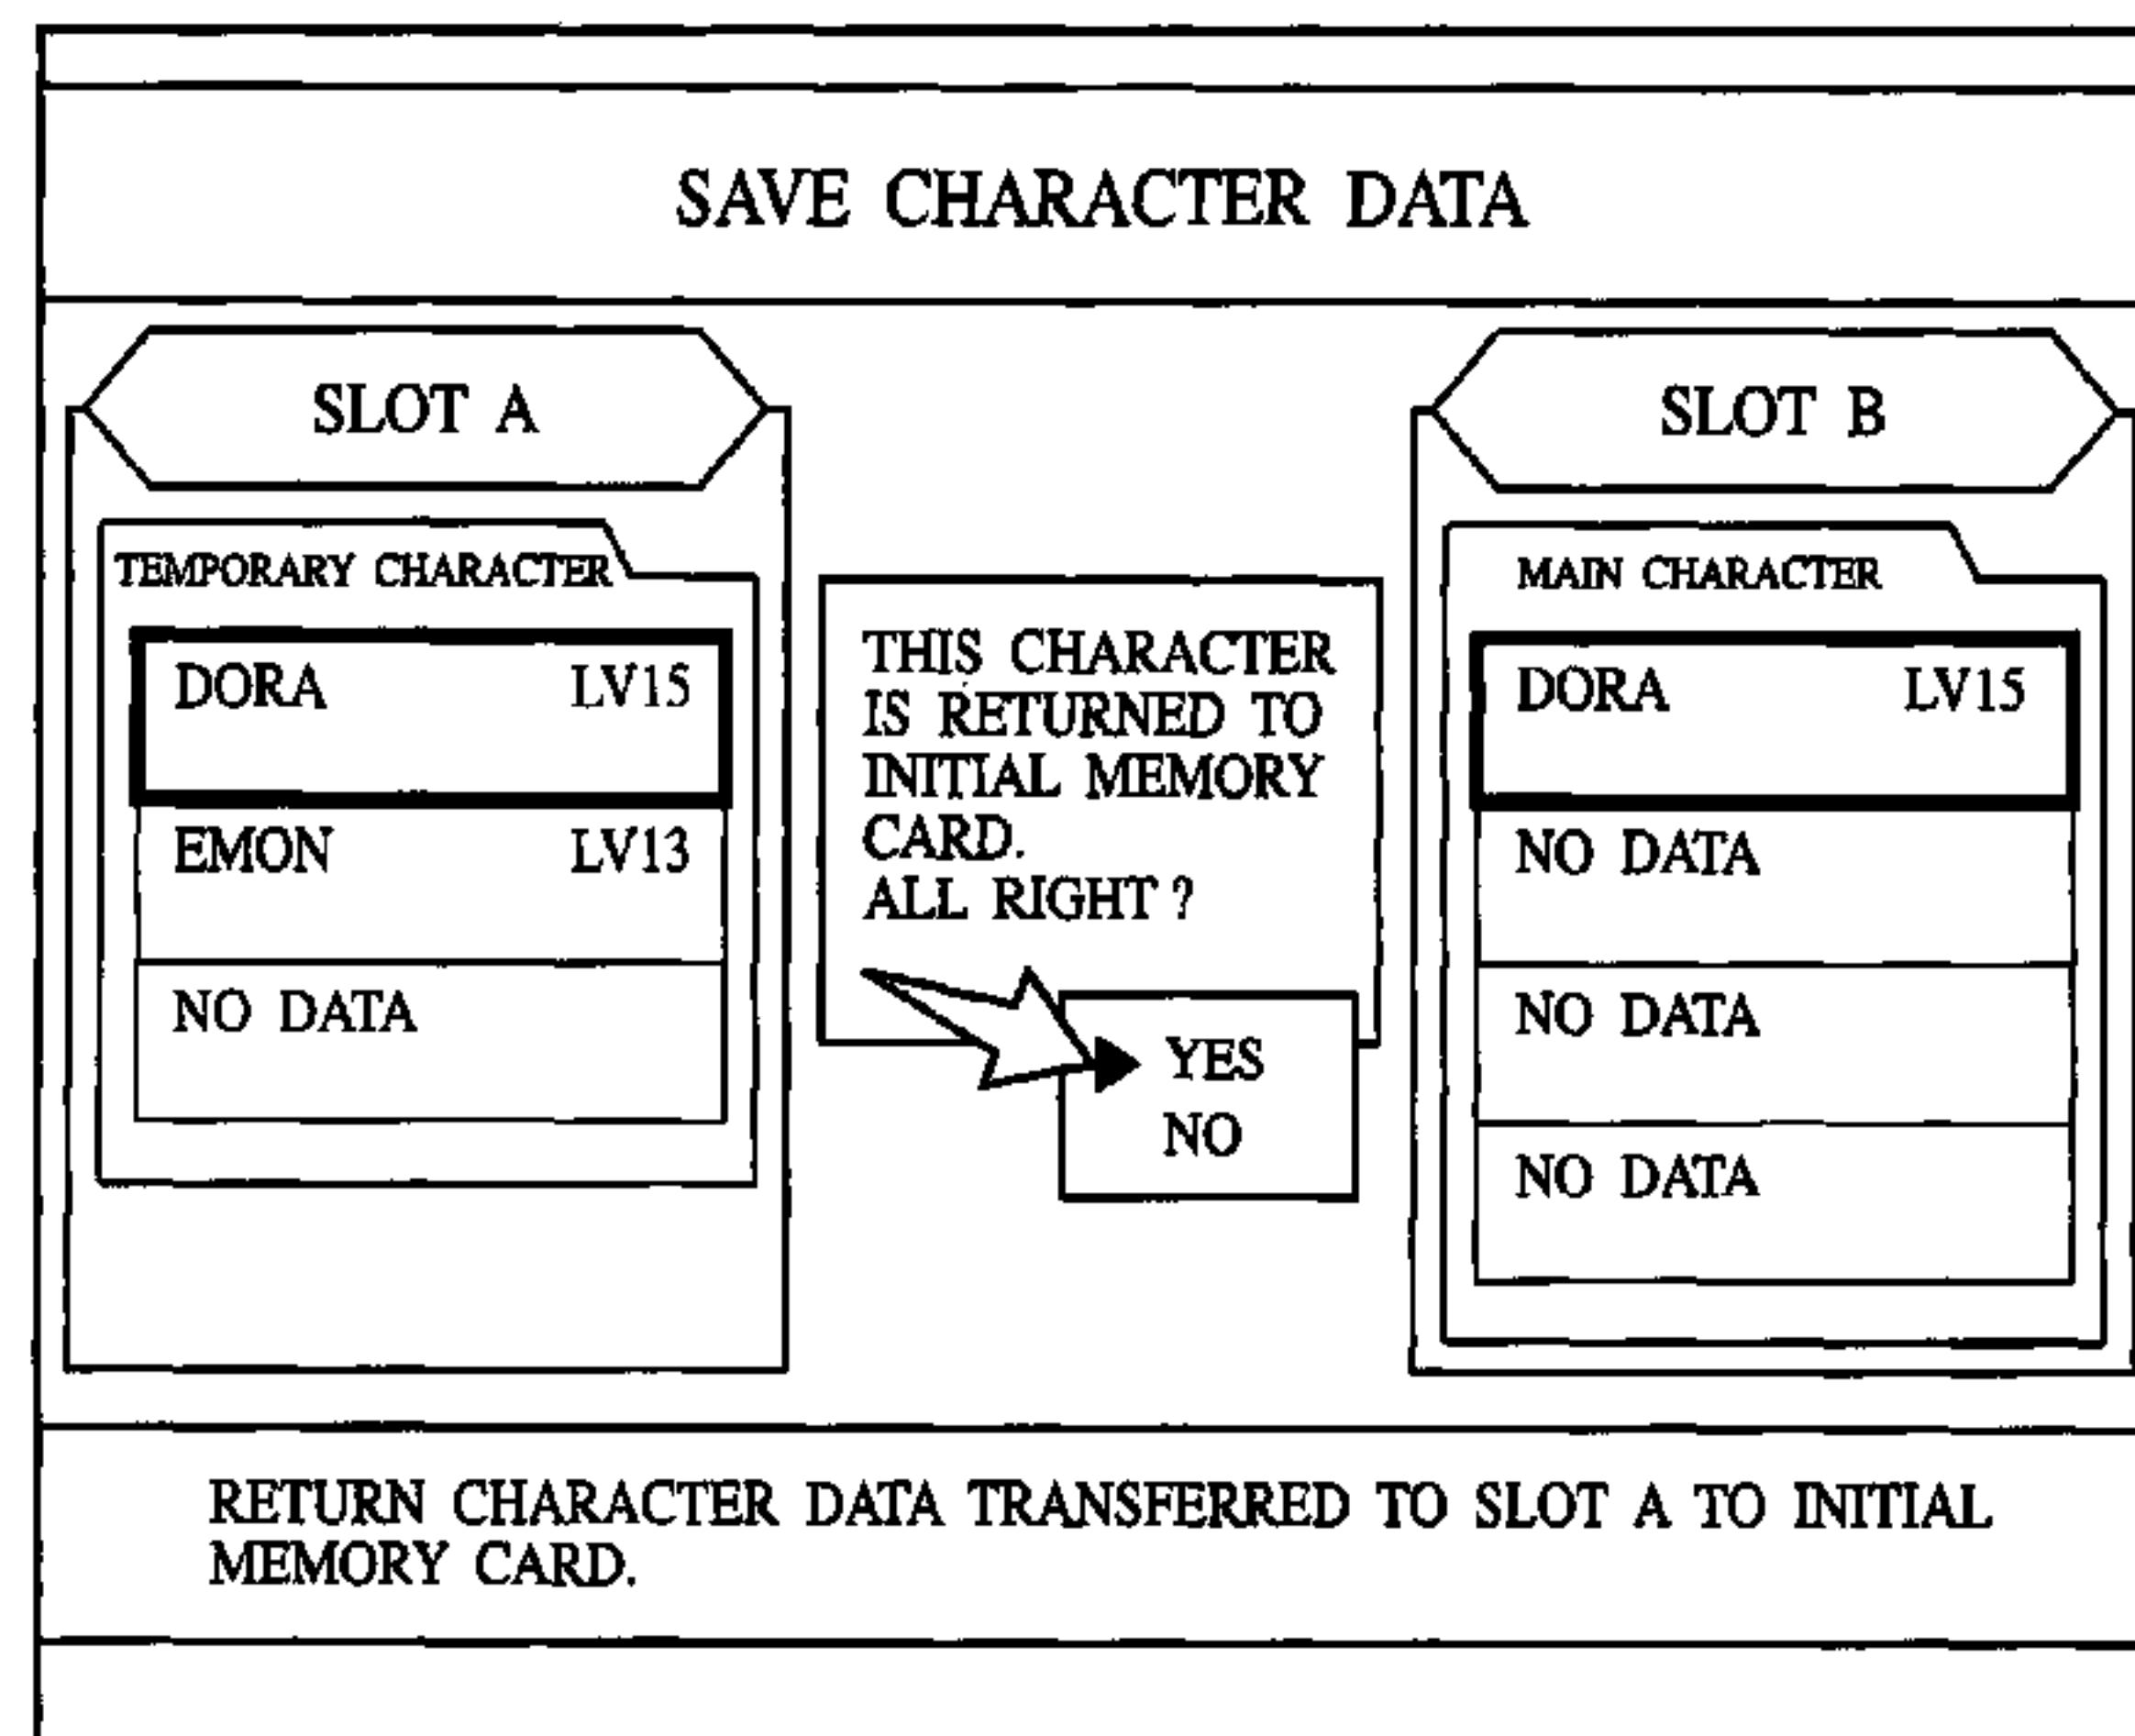 SAVE CHARACTER DATA
SLOT A
TEMPORARY CHARACTER
DORA LV15
EMON LV13
NO DATA
THIS CHARACTER
IS RETURNED TO
INITIAL MEMORY
CARD.
ALL RIGHT ?
YES
NO
SLOT B
MAIN CHARACTER
DORA LV15
NO DATA
NO DATA
NO DATA
RETURN CHARACTER DATA TRANSFERRED TO SLOT A TO INITIAL
MEMORY CARD.